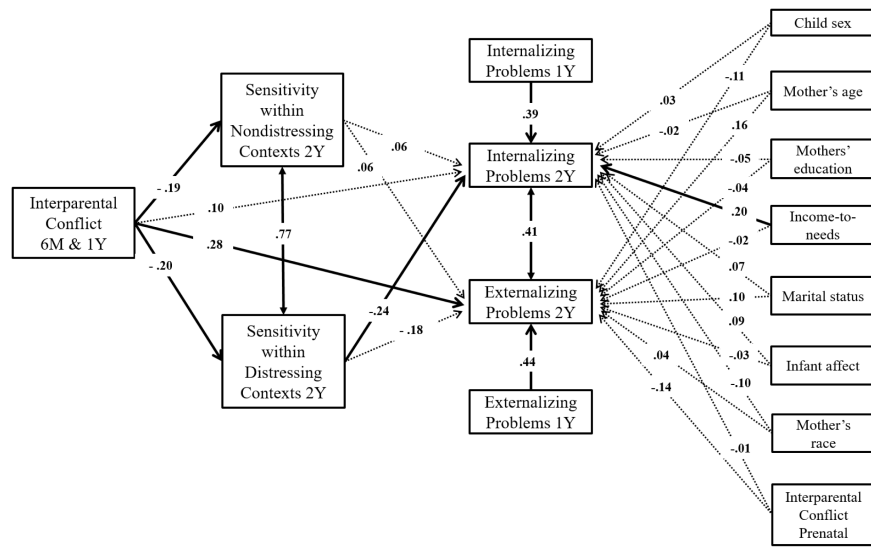 Child sex
Internalizing
Problems 1Y
Sensitivity
within
Nondistressing
Contexts 2Y
Mother's age
-.11
.03
.39
.16
-.02
.06
Internalizing
Problems 2Y
Mothers'
education
-.05
.06
-.04
- .19
Interparental
Conflict
6M & 1Y
.10
.20
Income-to-
needs
.77
.28
.41
-.02
- .20
.07
Externalizing
Problems 2Y
.10
Marital status
-.24
.09
Sensitivity
within
Distressing
Contexts 2Y
- .18
.04
-.03
Infant affect
.44
-.14
-.10
Externalizing
Problems 1Y
Mother's
race
-.01
Interparental
Conflict
Prenatal